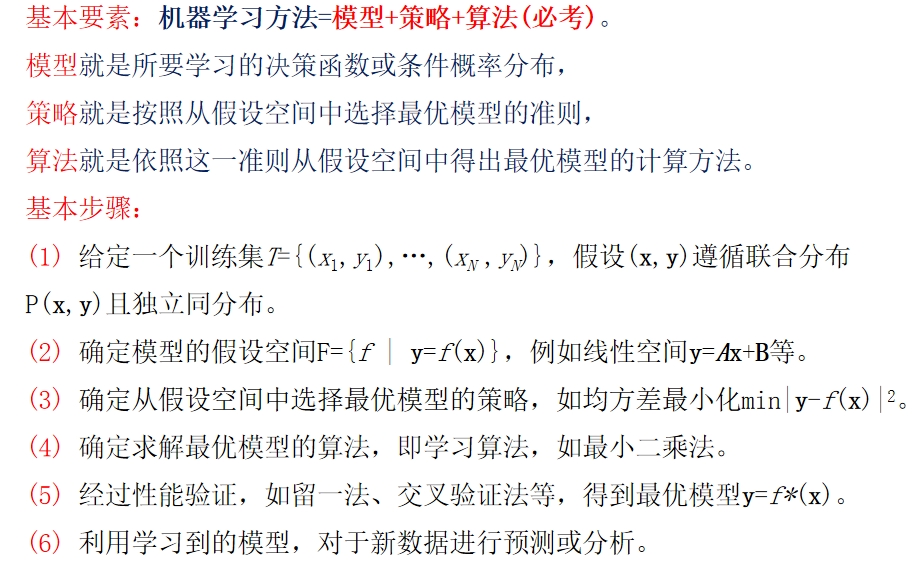 基本要素：机器学习方法=模型+策略+算法(必考)。
模型就是所要学习的决策函数或条件概率分布，
策略就是按照从假设空间中选择最优模型的准则，
算法就是依照这一准则从假设空间中得出最优模型的计算方法。
基本步骤：
(1) 给定一个训练集T={(x₁,y₁),…,(x_N,y_N)}，假设(x,y)遵循联合分布
P(x,y)且独立同分布。
(2) 确定模型的假设空间F={f | y=f(x)}，例如线性空间y=Ax+B等。
(3) 确定从假设空间中选择最优模型的策略，如均方差最小化min|y-f(x)|²。
(4) 确定求解最优模型的算法，即学习算法，如最小二乘法。
(5) 经过性能验证，如留一法、交叉验证法等，得到最优模型y=f*(x)。
(6) 利用学习到的模型，对于新数据进行预测或分析。